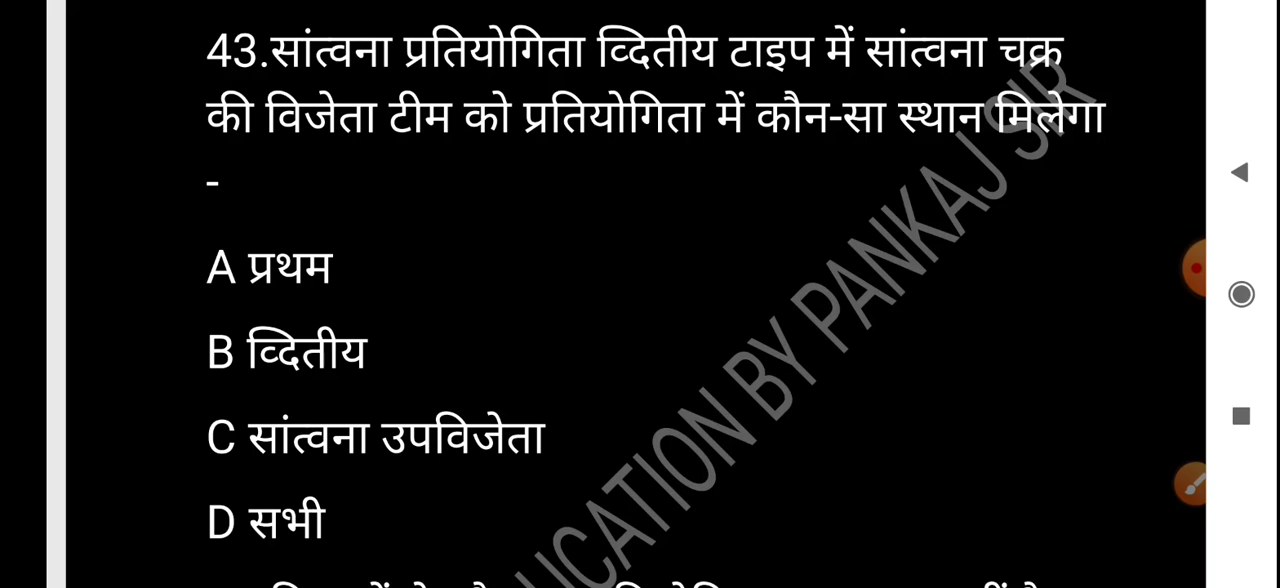 43.सांत्वना प्रतियोगिता व्दितीय टाइप में सांत्वना चक्र
की विजेता टीम को प्रतियोगिता में कौन-सा स्थान मिलेगा
-
A प्रथम
B व्दितीय
C सांत्वना उपविजेता
D सभी
UCATION BY PANKAJ SIR